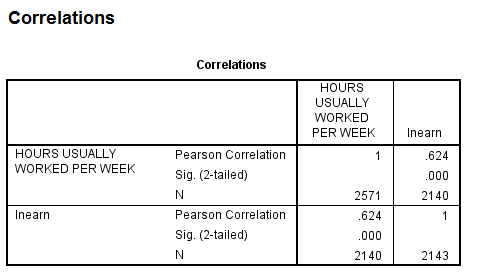 Correlations
Correlations
HOURS USUALLY WORKED PER WEEK lnearn
HOURS USUALLY WORKED PER WEEK Pearson Correlation 1 .624
Sig. (2-tailed) .000
N 2571 2140
lnearn Pearson Correlation .624 1
Sig. (2-tailed) .000
N 2140 2143